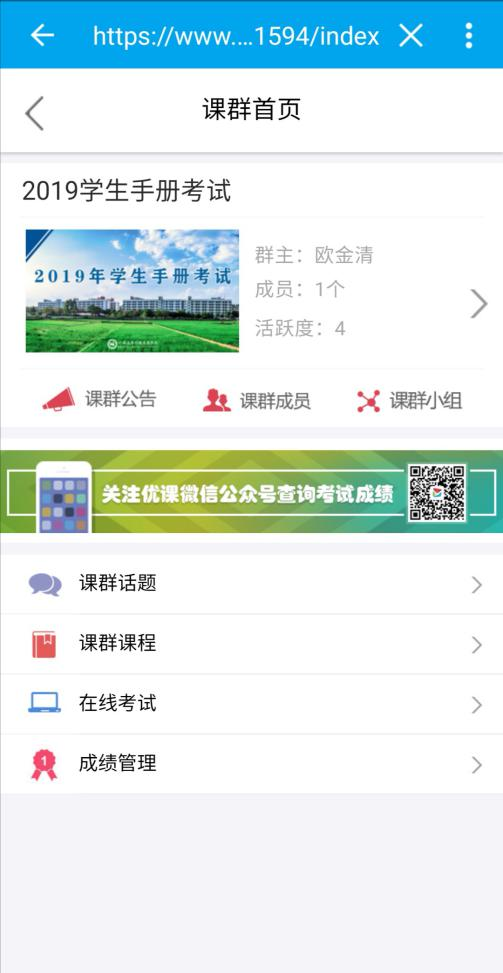 https://www....1594/index
课群首页
2019学生手册考试
2019年学生手册考试
群主：欧金清
成员：1个
活跃度：4
课群公告
课群成员
课群小组
关注优课微信公众号查询考试成绩
课群话题
课群课程
在线考试
1
成绩管理